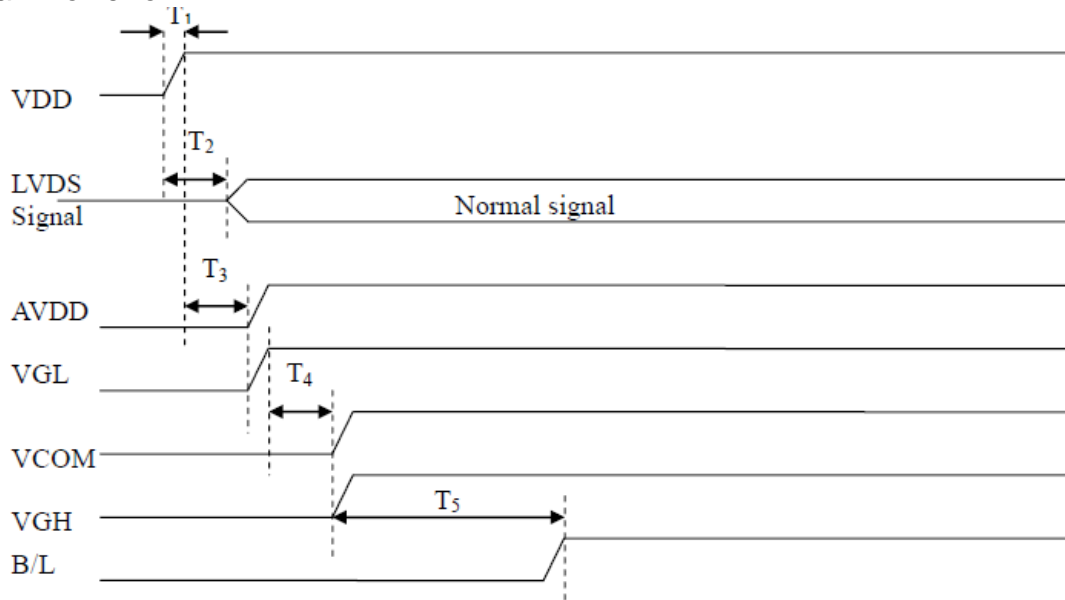 T₁
VDD
T₂
LVDS
Signal
Normal signal
T₃
AVDD
VGL
T₄
VCOM
T₅
VGH
B/L